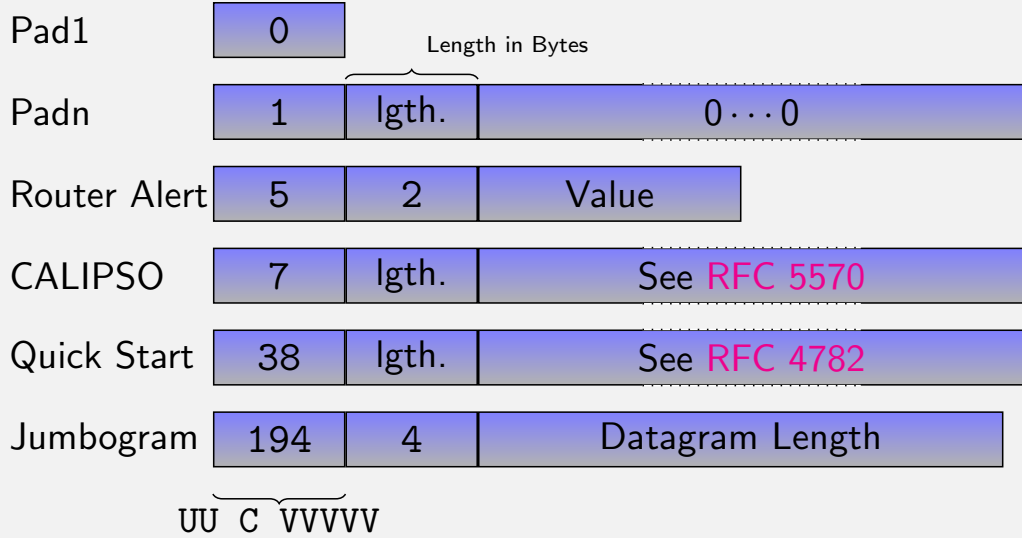 Pad1 0
Length in Bytes
Padn 1 lgth. 0···0
Router Alert 5 2 Value
CALIPSO 7 lgth. See RFC 5570
Quick Start 38 lgth. See RFC 4782
Jumbogram 194 4 Datagram Length
UU C VVVVV